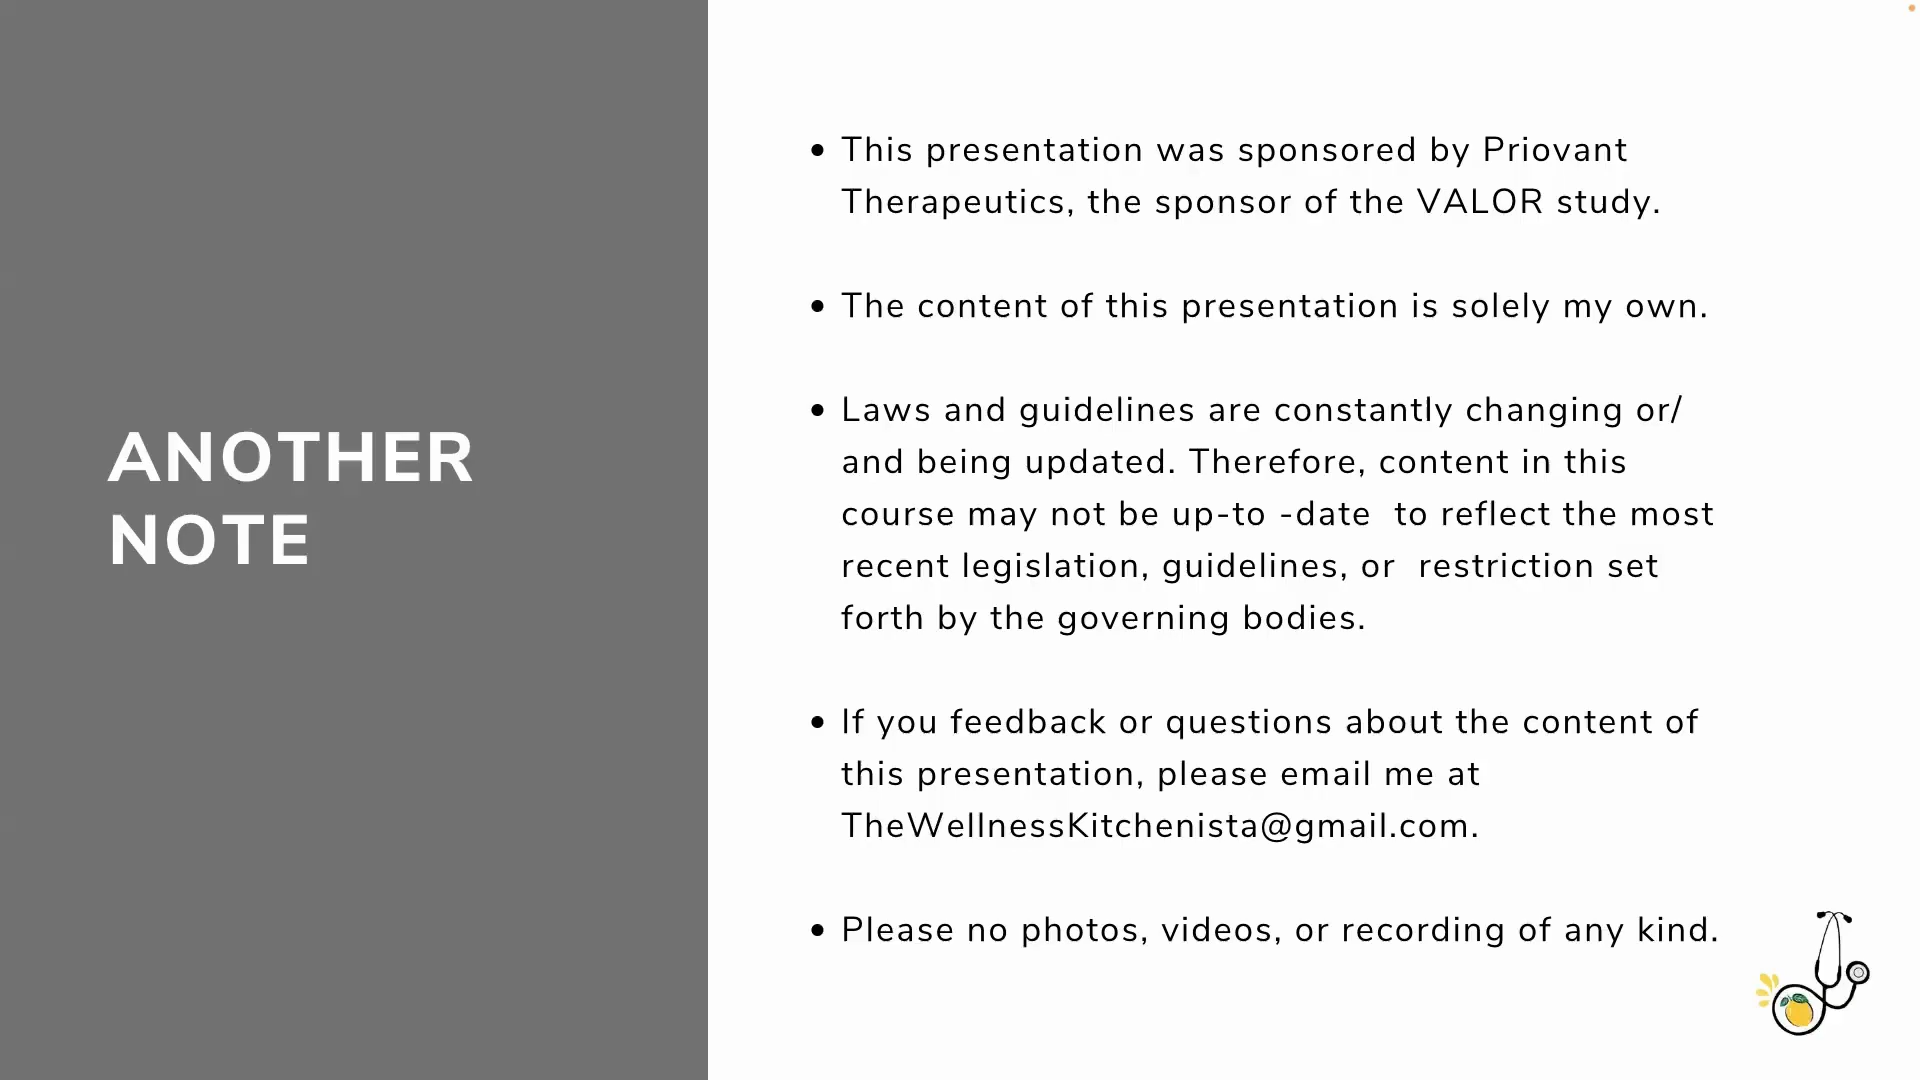 ANOTHER
NOTE
• This presentation was sponsored by Priovant
Therapeutics, the sponsor of the VALOR study.
• The content of this presentation is solely my own.
• Laws and guidelines are constantly changing or/
and being updated. Therefore, content in this
course may not be up-to -date  to reflect the most
recent legislation, guidelines, or  restriction set
forth by the governing bodies.
• If you feedback or questions about the content of
this presentation, please email me at
TheWellnessKitchenista@gmail.com.
• Please no photos, videos, or recording of any kind.